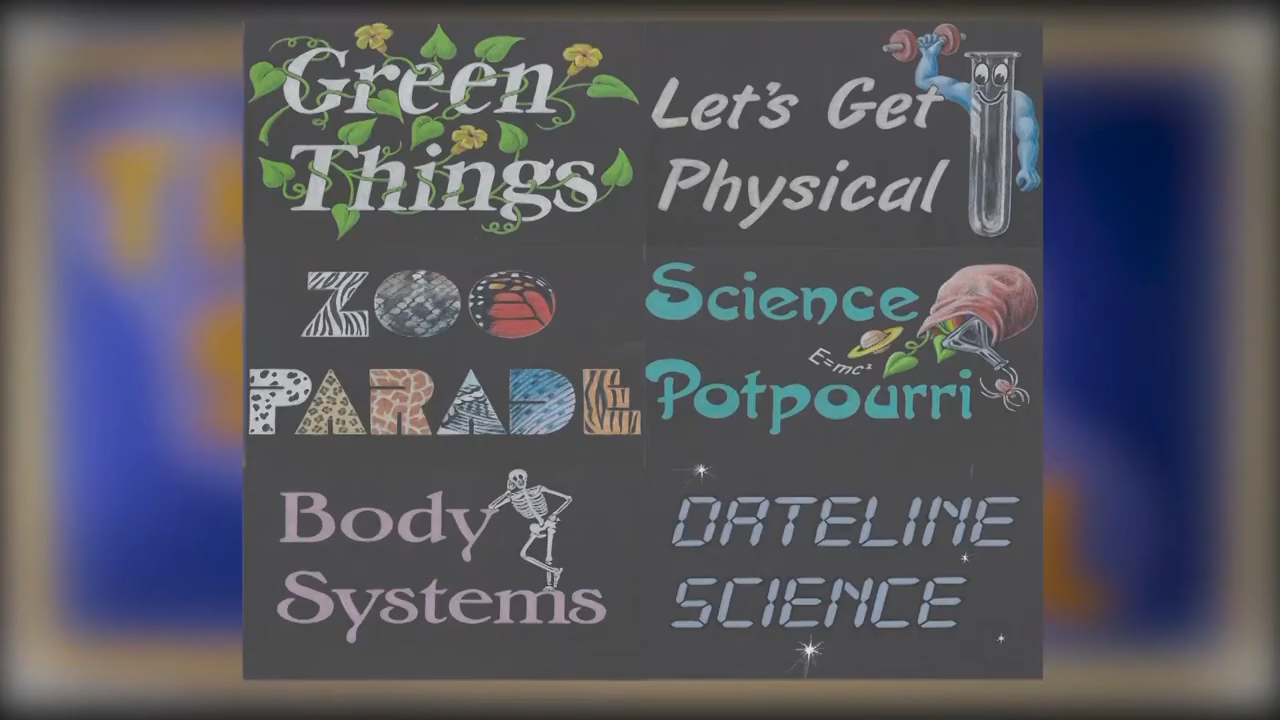 Green
Things
Let's Get
Physical
ZOO
PARADE
Science
E=mc²
Potpourri
Body
Systems
DATELINE
SCIENCE